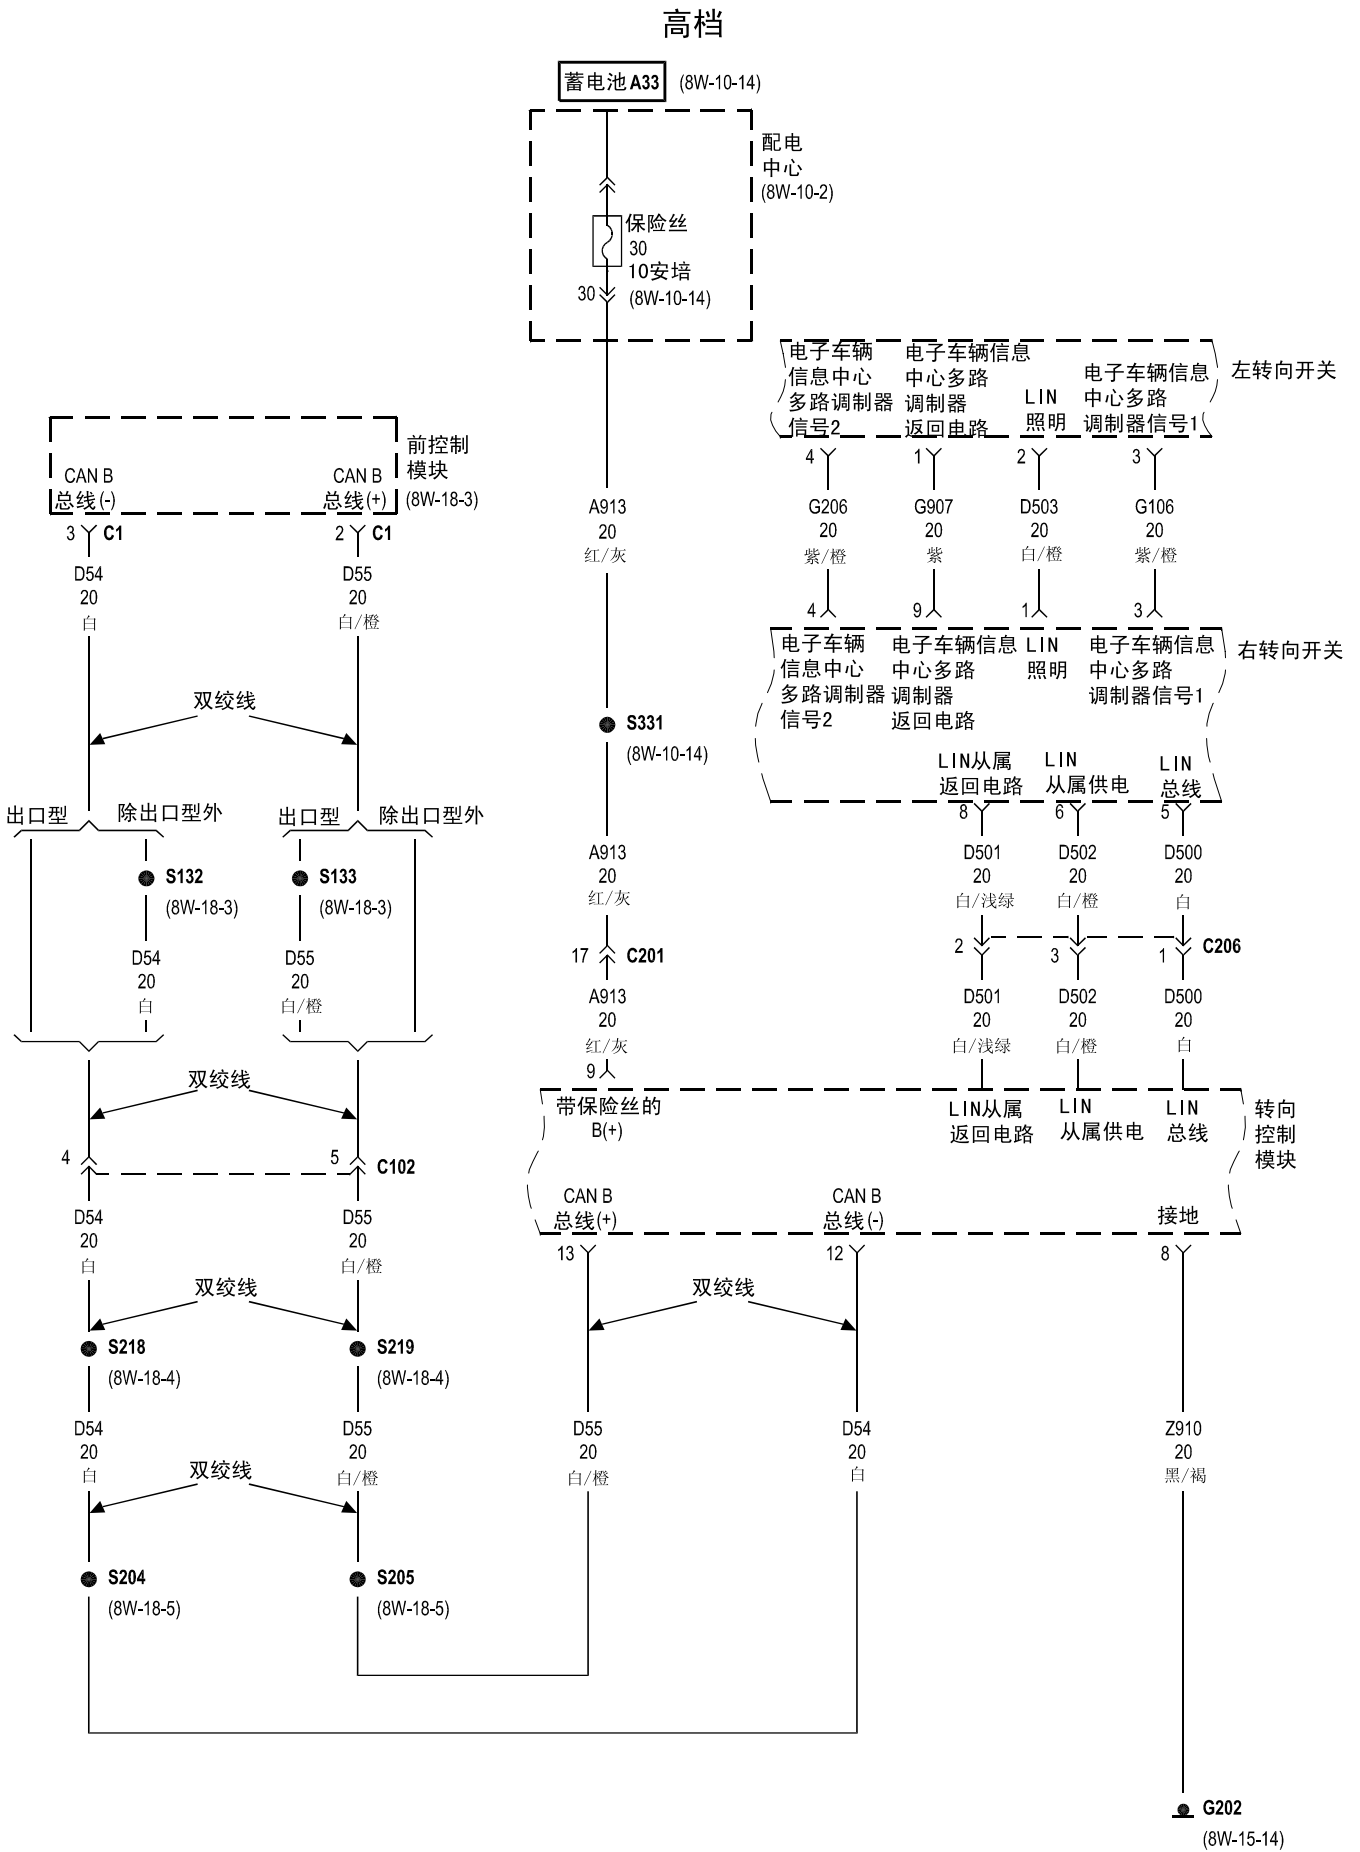 高档
蓄电池A33 (8W-10-14)
配电
中心
(8W-10-2)
保险丝
30
10安培
30 (8W-10-14)
电子车辆
信息中心
多路调制器
信号2
电子车辆信息
中心多路
调制器
返回电路
LIN
照明
电子车辆信息
中心多路
调制器信号1
左转向开关
4 1 2 3
G206 G907 D503 G106
20 20 20 20
紫/橙 紫 白/橙 紫/橙
4 9 1 3
电子车辆
信息中心
多路调制器
信号2
电子车辆信息
中心多路
调制器
返回电路
LIN
照明
电子车辆信息
中心多路
调制器信号1
右转向开关
LIN从属
返回电路
LIN
从属供电
LIN
总线
8 6 5
D501 D502 D500
20 20 20
白/浅绿 白/橙 白
2 3 1 C206
D501 D502 D500
20 20 20
白/浅绿 白/橙 白
前控制
模块
(8W-18-3)
CAN B
总线(-)
CAN B
总线(+)
3 C1 2 C1
D54 D55
20 20
白 白/橙
双绞线
出口型 除出口型外 出口型 除出口型外
S132
(8W-18-3)
S133
(8W-18-3)
D54 D55
20 20
白 白/橙
双绞线
4 5 C102
D54 D55
20 20
白 白/橙
双绞线
S218
(8W-18-4)
S219
(8W-18-4)
D54 D55
20 20
白 白/橙
双绞线
S204
(8W-18-5)
S205
(8W-18-5)
A913
20
红/灰
S331
(8W-10-14)
A913
20
红/灰
17 C201
A913
20
红/灰
9
带保险丝的
B(+)
LIN从属
返回电路
LIN
从属供电
LIN
总线
转向
控制
模块
CAN B
总线(+)
CAN B
总线(-)
接地
13 12 8
双绞线
D55 D54 Z910
20 20 20
白/橙 白 黑/褐
G202
(8W-15-14)